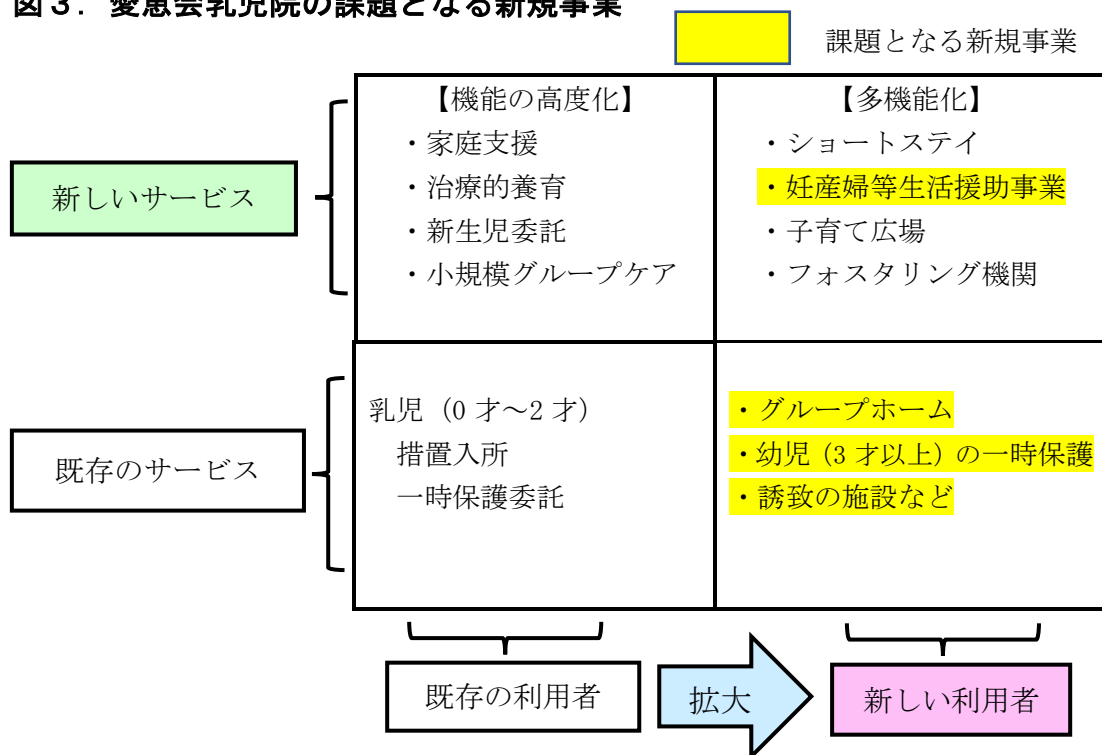 図３．愛恵会乳児院の課題となる新規事業
課題となる新規事業
【機能の高度化】
・家庭支援
・治療的養育
・新生児委託
・小規模グループケア
【多機能化】
・ショートステイ
・妊産婦等生活援助事業
・子育て広場
・フォスタリング機関
新しいサービス
乳児（0 才～2 才）
措置入所
一時保護委託
・グループホーム
・幼児（3 才以上）の一時保護
・誘致の施設など
既存のサービス
既存の利用者
拡大
新しい利用者